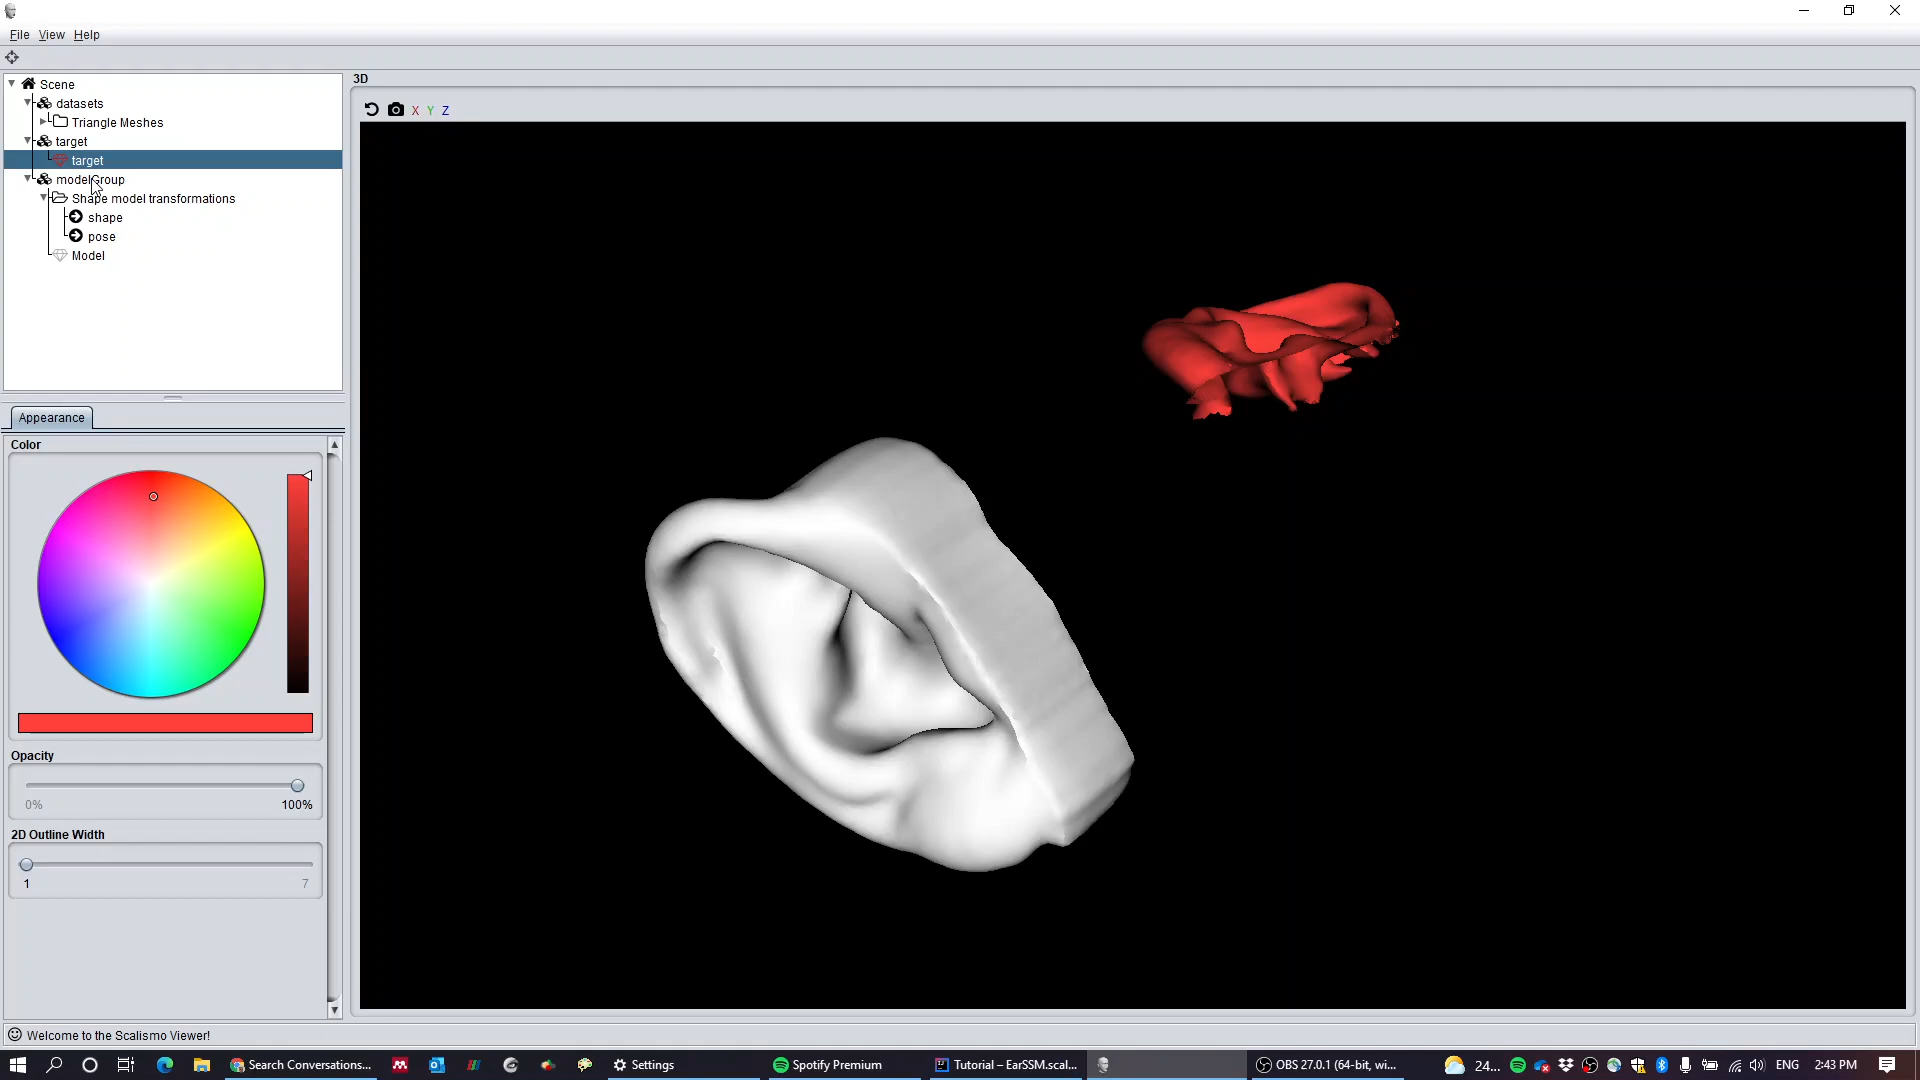 File View Help
Scene
datasets
Triangle Meshes
target
target
modelGroup
Shape model transformations
shape
pose
Model
3D
X Y Z
Appearance
Color
Opacity
0% 100%
2D Outline Width
1 7
Welcome to the Scalismo Viewer!
Search Conversations...
Settings
Spotify Premium
Tutorial – EarSSM.scal...
OBS 27.0.1 (64-bit, wi...
24...
ENG
2:43 PM